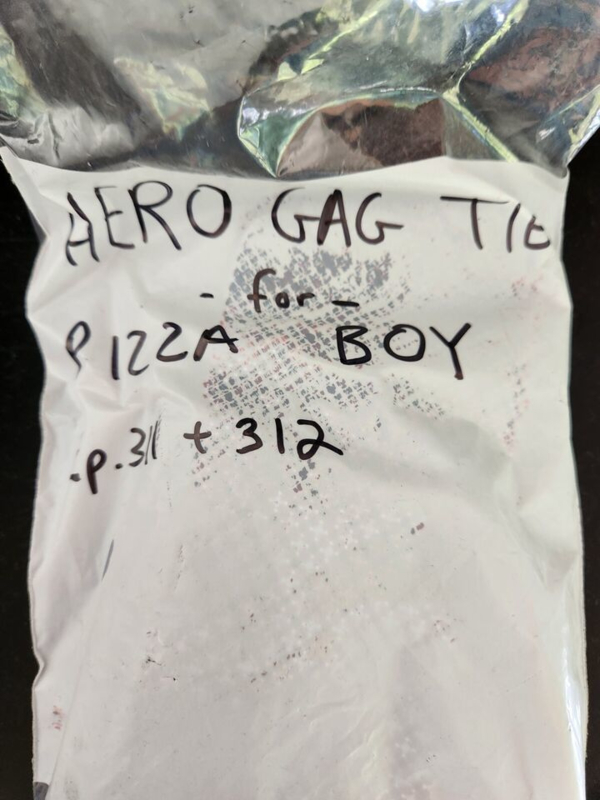 AERO GAG TIE
- for -
PIZZA BOY
.p.311 + 312